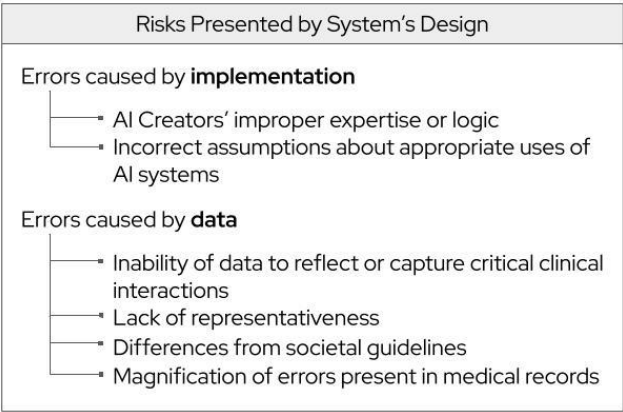 Risks Presented by System's Design
Errors caused by implementation
AI Creators' improper expertise or logic
Incorrect assumptions about appropriate uses of
AI systems
Errors caused by data
Inability of data to reflect or capture critical clinical
interactions
Lack of representativeness
Differences from societal guidelines
Magnification of errors present in medical records